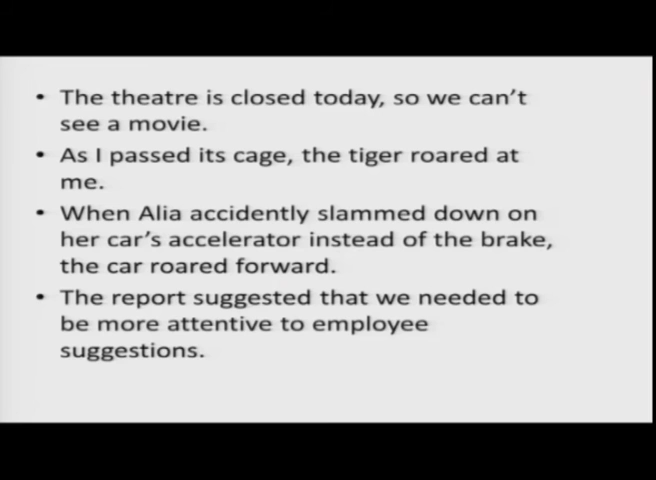 • The theatre is closed today, so we can't
see a movie.
• As I passed its cage, the tiger roared at
me.
• When Alia accidently slammed down on
her car's accelerator instead of the brake,
the car roared forward.
• The report suggested that we needed to
be more attentive to employee
suggestions.